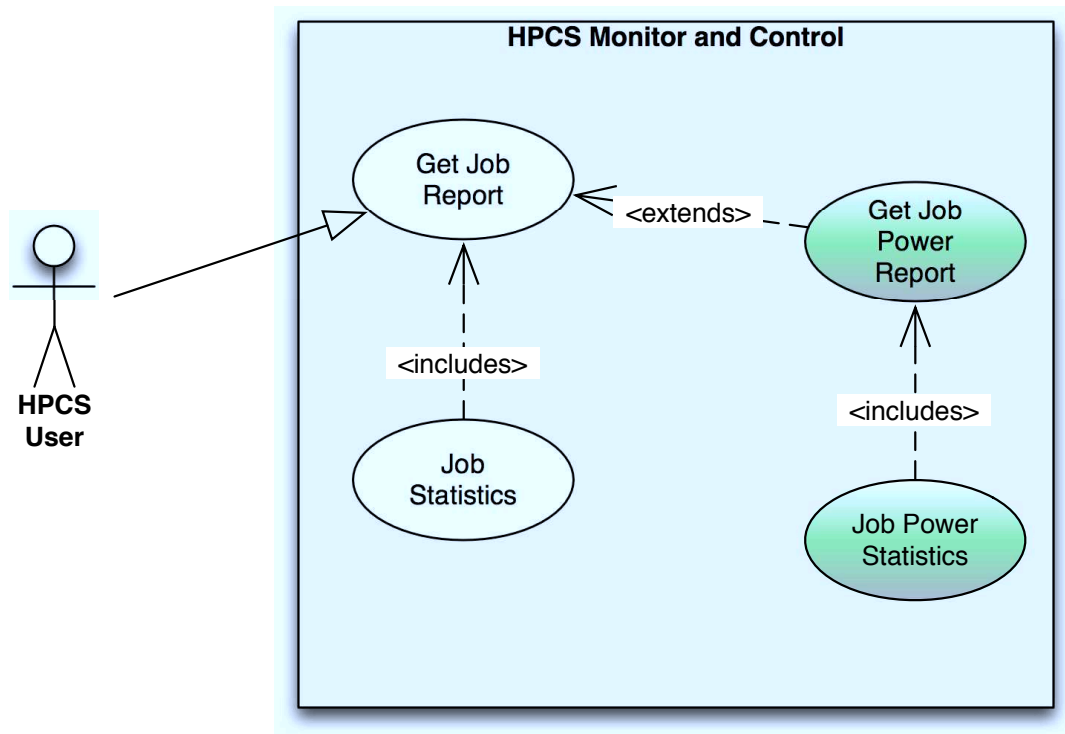 HPCS Monitor and Control
Get Job
Report
<extends>
Get Job
Power
Report
<includes>
<includes>
HPCS
User
Job
Statistics
Job Power
Statistics